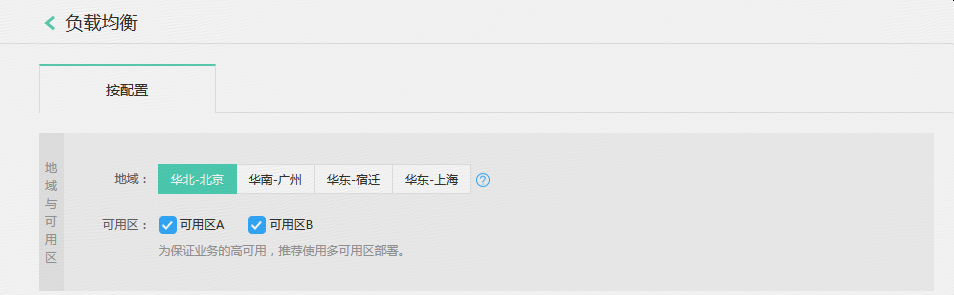 负载均衡
按配置
地域与可用区
地域： 华北-北京 华南-广州 华东-宿迁 华东-上海 ?
可用区： 可用区A 可用区B
为保证业务的高可用，推荐使用多可用区部署。